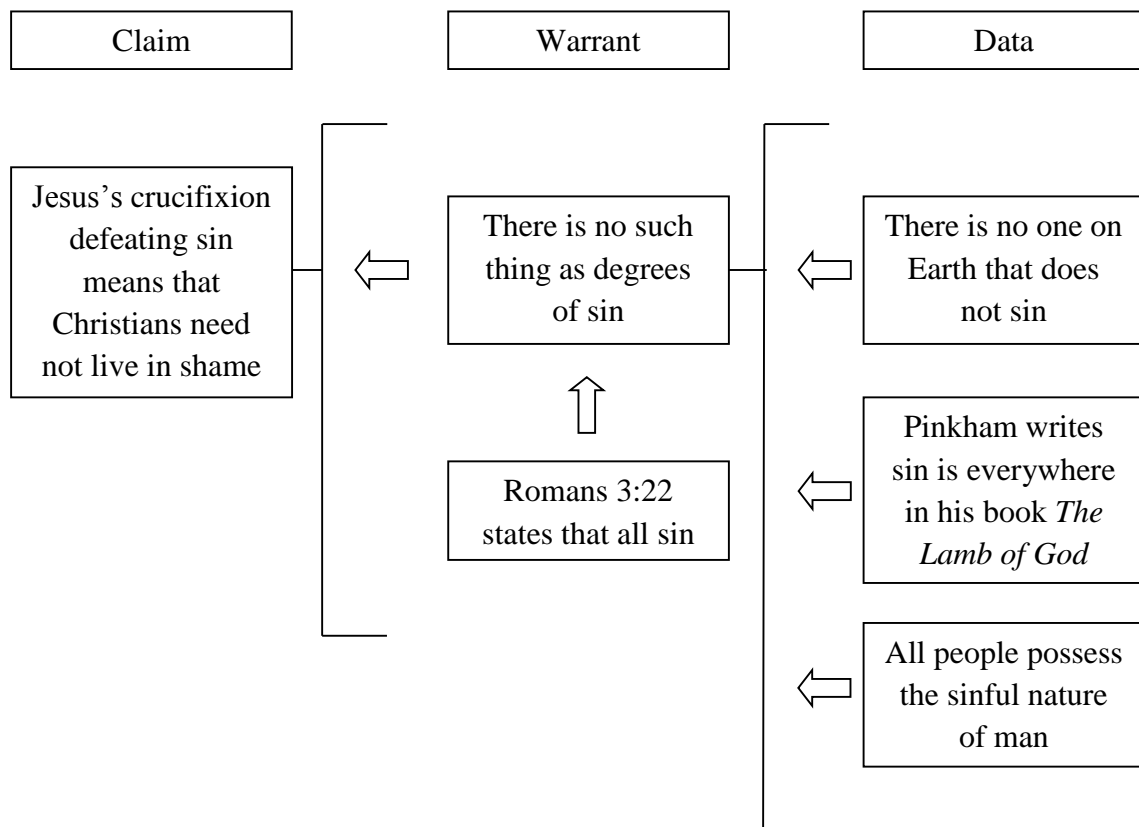 Claim
Warrant
Data
Jesus’s crucifixion
defeating sin
means that
Christians need
not live in shame
There is no such
thing as degrees
of sin
Romans 3:22
states that all sin
There is no one on
Earth that does
not sin
Pinkham writes
sin is everywhere
in his book The
Lamb of God
All people possess
the sinful nature
of man